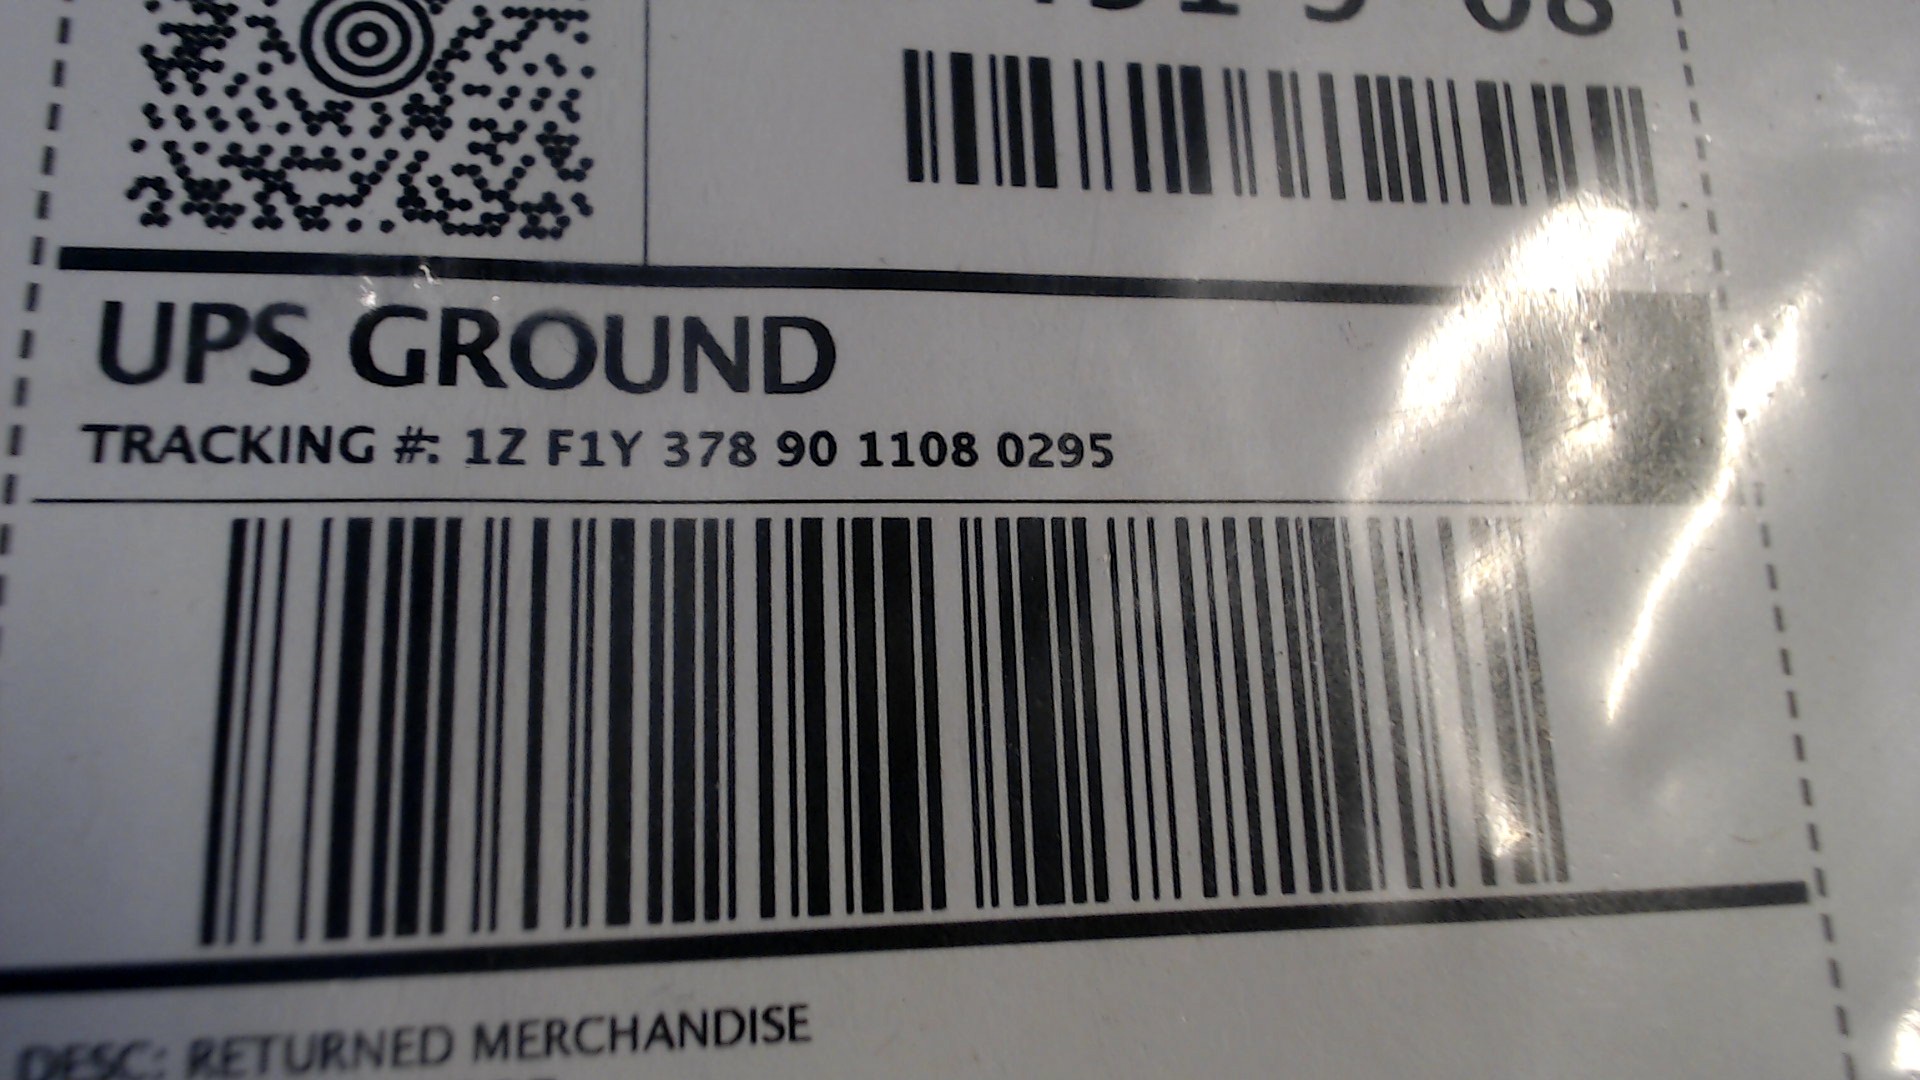 UPS GROUND
TRACKING #: 1Z F1Y 378 90 1108 0295
DESC: RETURNED MERCHANDISE